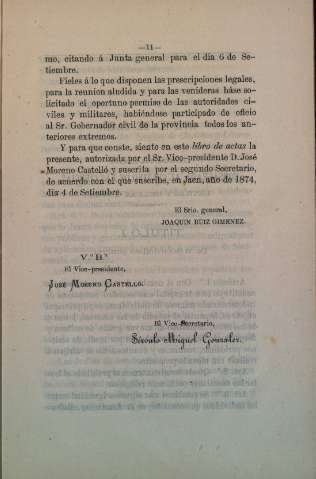 —11—
mo, citando á Junta general para el dia 6 de Se-
tiembre.
Fieles á lo que disponen las prescripciones legales,
para la reunion aludida y para las venideras háse so-
licitado el oportuno permiso de las autoridades ci-
viles y militares, habiéndose participado de oficio
al Sr. Gobernador civil de la provincia todos los an-
teriores extremos.
Y para que conste, siento en este libro de actas la
presente, autorizada por el Sr. Vice-presidente D. José
Moreno Castelló y suscrita por el segundo Secretario,
de acuerdo con el que suscribe, en Jaen, año de 1874,
dia 4 de Setiembre.
El Srio. general,
JOAQUIN RUIZ GIMENEZ.
V.° B.°
El Vice-presidente,
JOSÉ MORENO CASTELLÓ.
El Vice-Secretario,
Miguel Gonzalez.